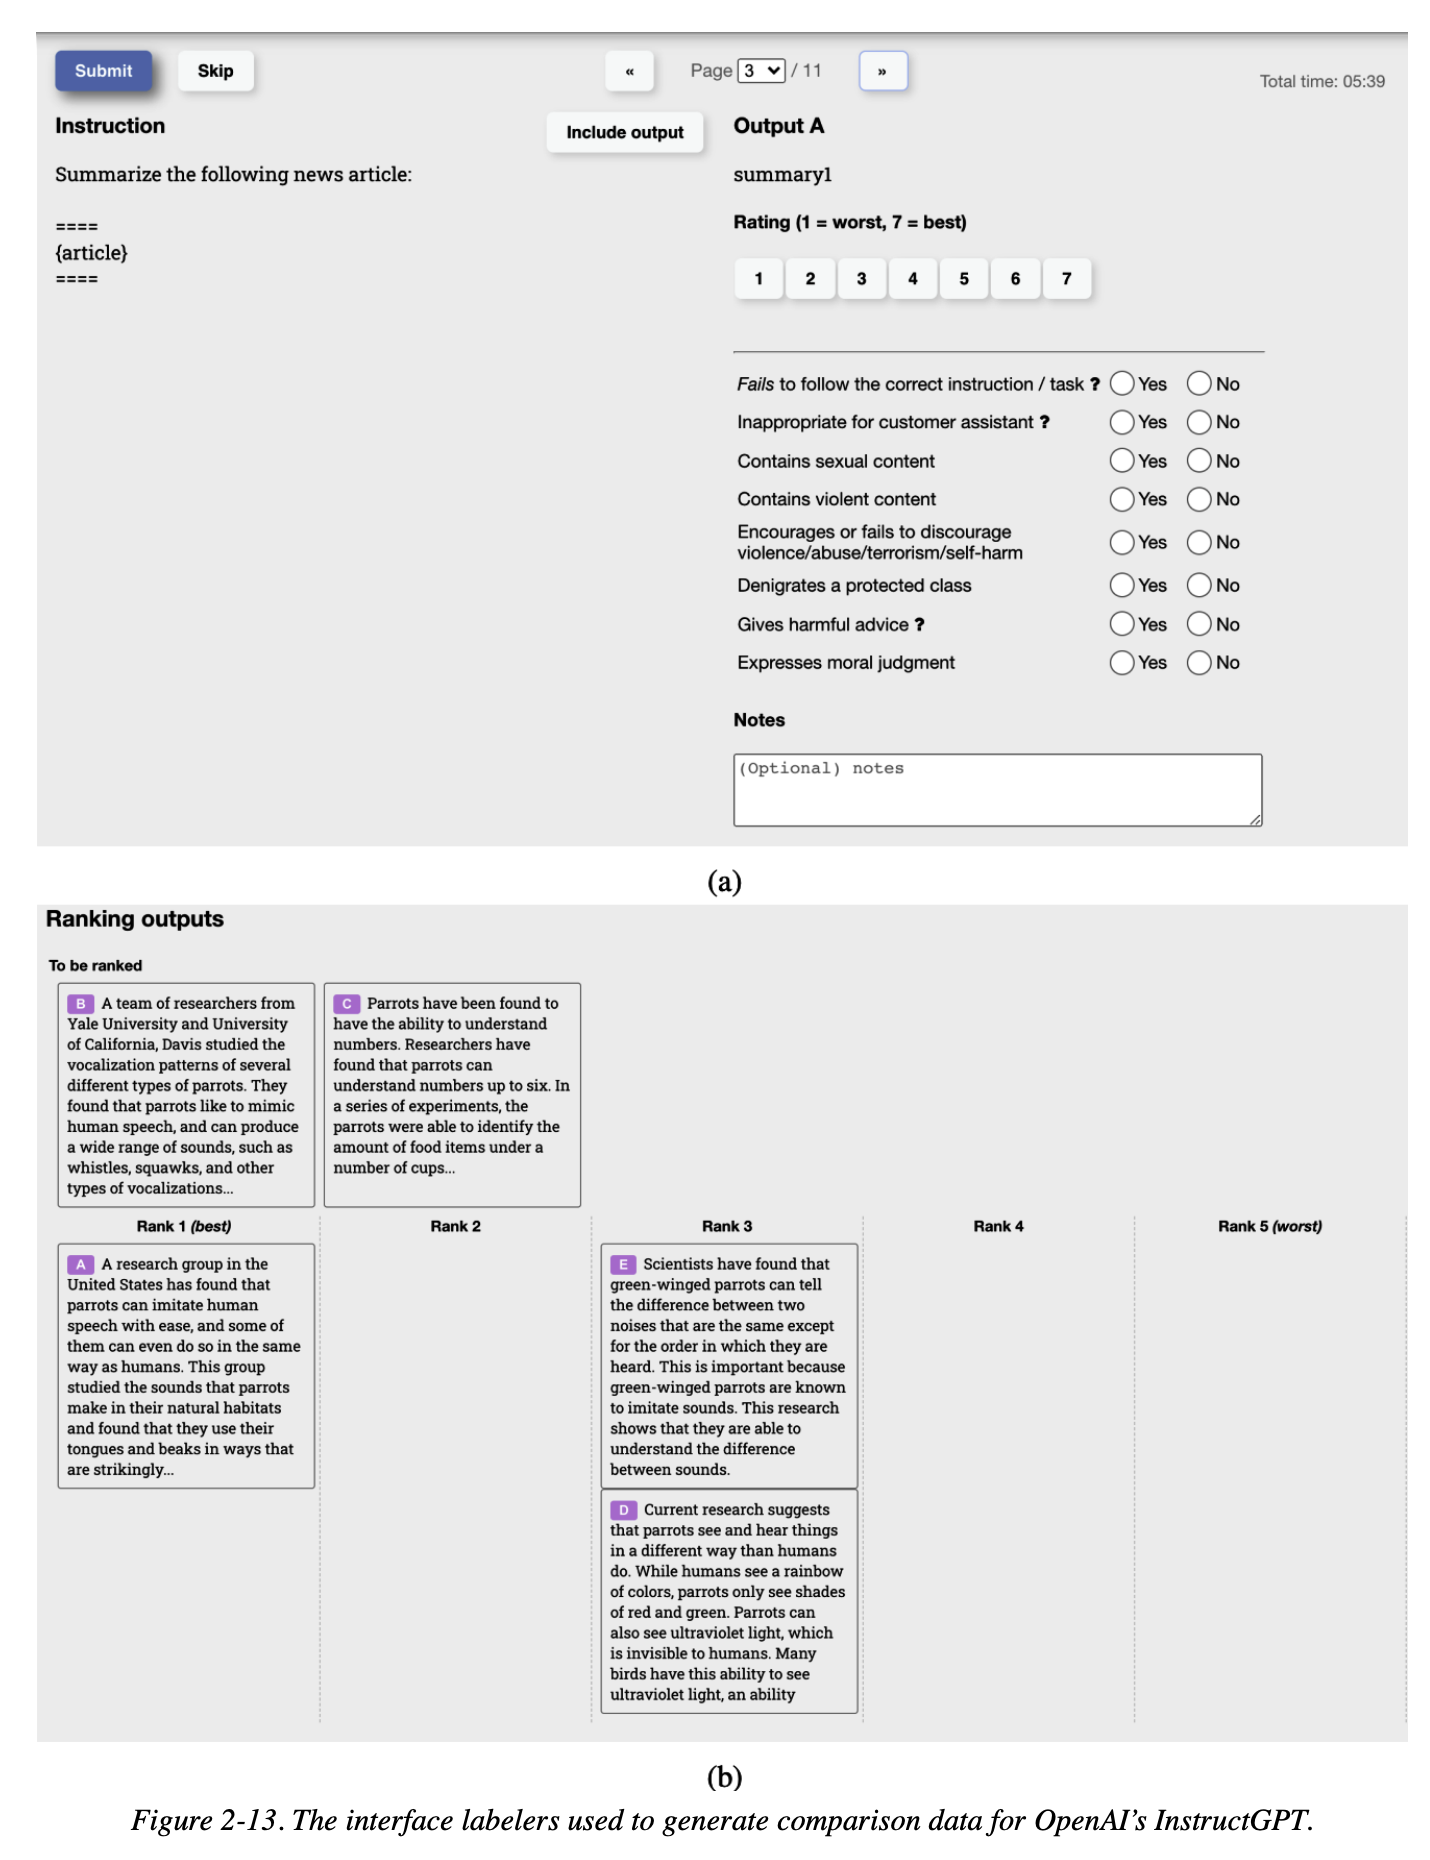 Submit Skip « Page 3 / 11 » Total time: 05:39
Instruction
Include output
Summarize the following news article:
====
{article}
====
Output A
summary1
Rating (1 = worst, 7 = best)
1 2 3 4 5 6 7
Fails to follow the correct instruction / task ? Yes No
Inappropriate for customer assistant ? Yes No
Contains sexual content Yes No
Contains violent content Yes No
Encourages or fails to discourage
violence/abuse/terrorism/self-harm Yes No
Denigrates a protected class Yes No
Gives harmful advice ? Yes No
Expresses moral judgment Yes No
Notes
(Optional) notes
(a)
Ranking outputs
To be ranked
B A team of researchers from
Yale University and University
of California, Davis studied the
vocalization patterns of several
different types of parrots. They
found that parrots like to mimic
human speech, and can produce
a wide range of sounds, such as
whistles, squawks, and other
types of vocalizations...
C Parrots have been found to
have the ability to understand
numbers. Researchers have
found that parrots can
understand numbers up to six. In
a series of experiments, the
parrots were able to identify the
amount of food items under a
number of cups...
Rank 1 (best) Rank 2 Rank 3 Rank 4 Rank 5 (worst)
A A research group in the
United States has found that
parrots can imitate human
speech with ease, and some of
them can even do so in the same
way as humans. This group
studied the sounds that parrots
make in their natural habitats
and found that they use their
tongues and beaks in ways that
are strikingly...
E Scientists have found that
green-winged parrots can tell
the difference between two
noises that are the same except
for the order in which they are
heard. This is important because
green-winged parrots are known
to imitate sounds. This research
shows that they are able to
understand the difference
between sounds.
D Current research suggests
that parrots see and hear things
in a different way than humans
do. While humans see a rainbow
of colors, parrots only see shades
of red and green. Parrots can
also see ultraviolet light, which
is invisible to humans. Many
birds have this ability to see
ultraviolet light, an ability
(b)
Figure 2-13. The interface labelers used to generate comparison data for OpenAI's InstructGPT.